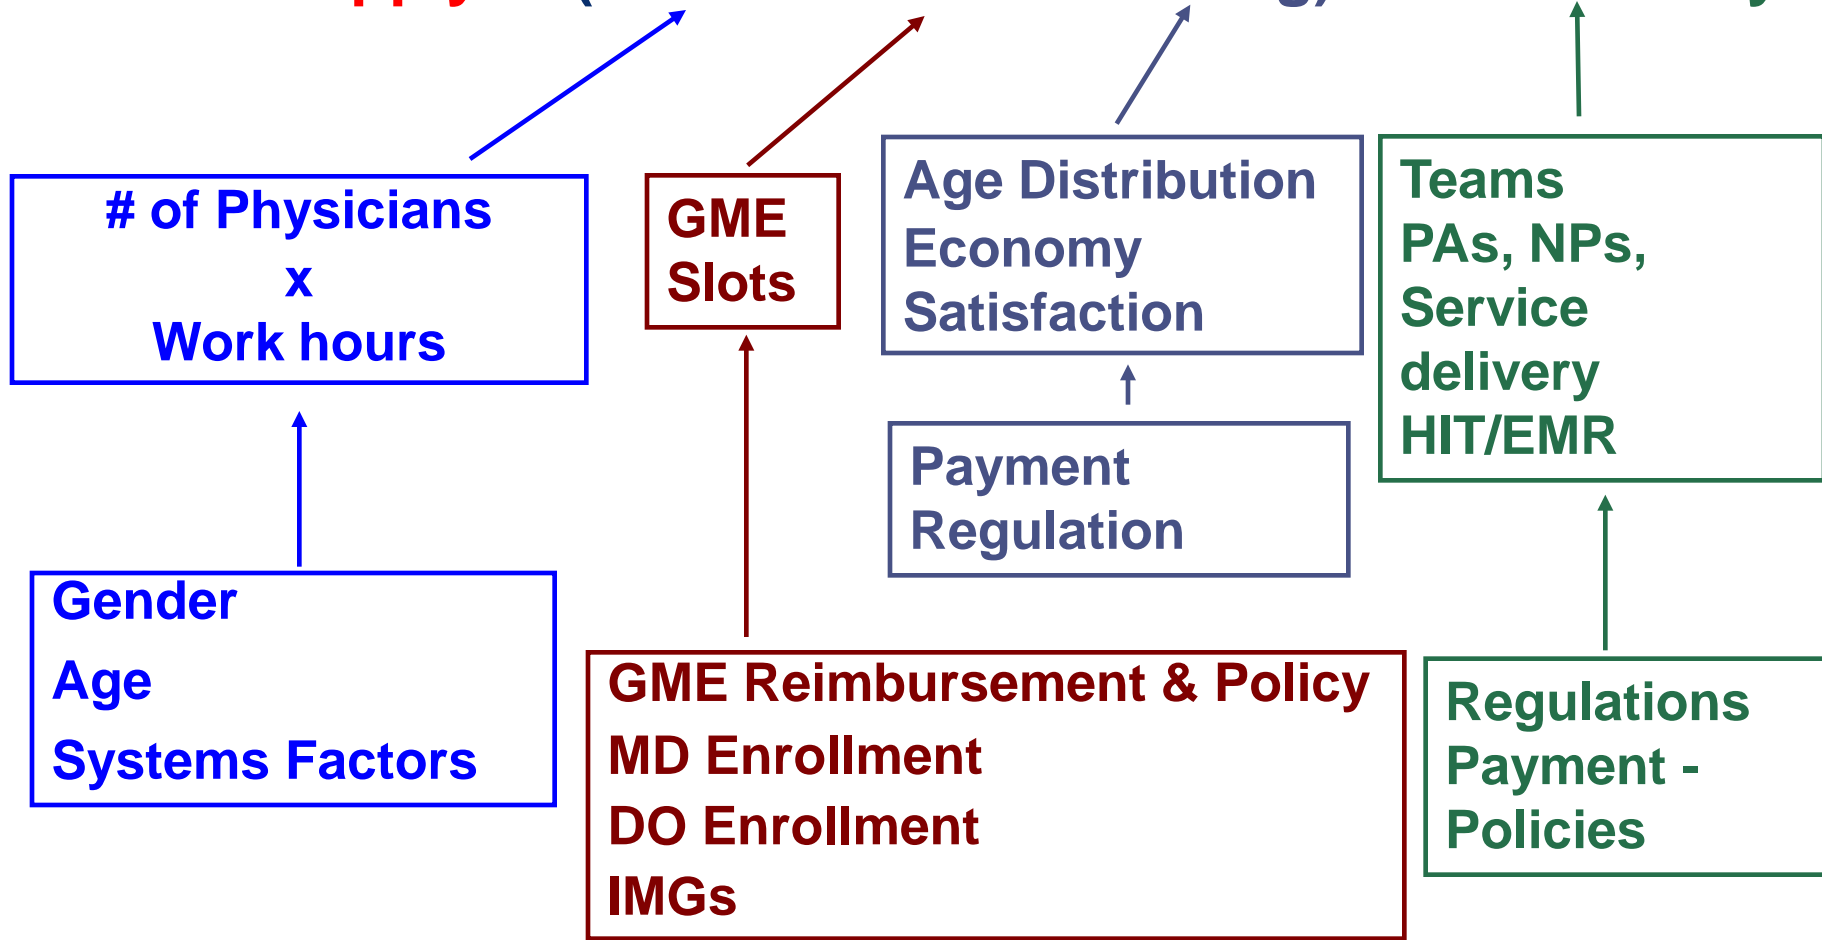 # of Physicians
x
Work hours
GME
Slots
Age Distribution
Economy
Satisfaction
Teams
PAs, NPs,
Service
delivery
HIT/EMR
Payment
Regulation
Gender
Age
Systems Factors
GME Reimbursement & Policy
MD Enrollment
DO Enrollment
IMGs
Regulations
Payment -
Policies